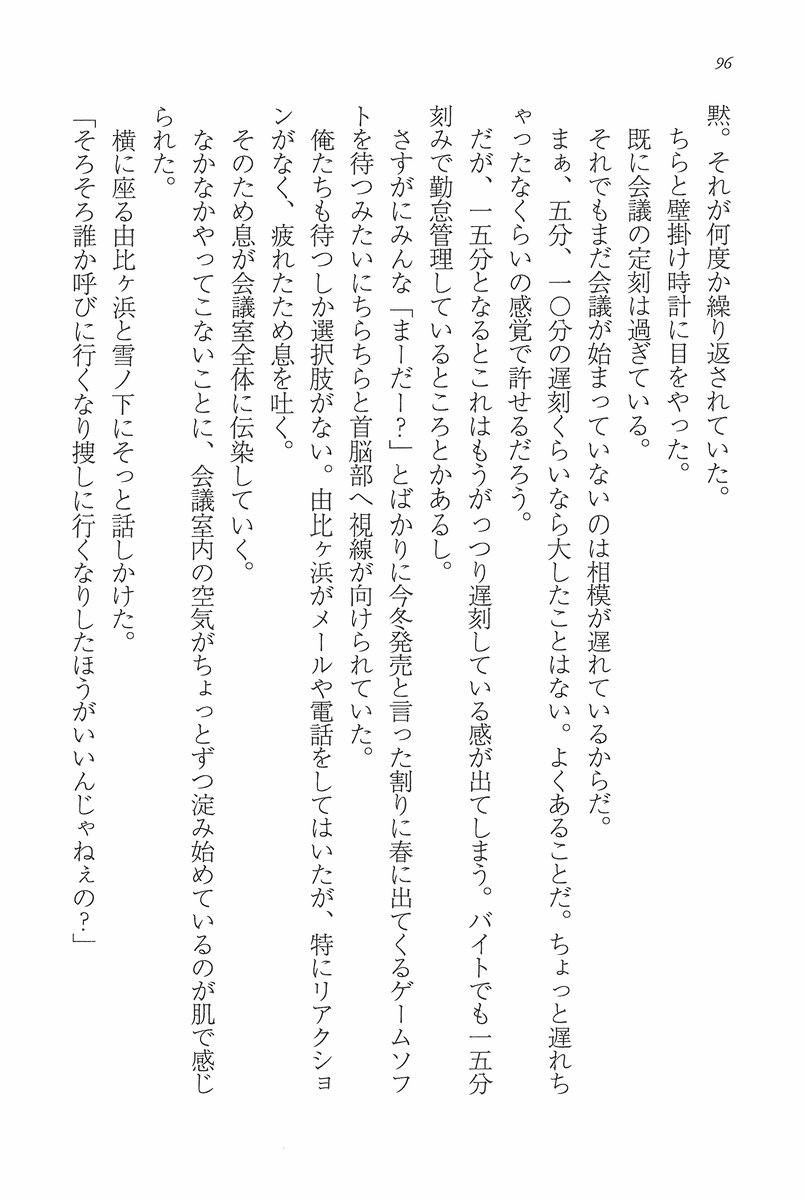 96
黙。それが何度か繰り返されていた。
ちらと壁掛け時計に目をやった。
既に会議の定刻は過ぎている。
それでもまだ会議が始まっていないのは相模が遅れているからだ。
まぁ、五分、一〇分の遅刻くらいなら大したことはない。よくあることだ。ちょっと遅れち
ゃったなくらいの感覚で許せるだろう。
だが、一五分となるとこれはもうがっつり遅刻している感が出てしまう。バイトでも一五分
刻みで勤怠管理しているところとかあるし。
さすがにみんな「まーだー?」とばかりに今冬発売と言った割りに春に出てくるゲームソフ
トを待つみたいにちらちらと首脳部へ視線が向けられていた。
俺たちも待つしか選択肢がない。由比ヶ浜がメールや電話をしてはいたが、特にリアクショ
ンがなく、疲れたため息を吐く。
そのため息が会議室全体に伝染していく。
なかなかやってこないことに、会議室内の空気がちょっとずつ淀み始めているのが肌で感じ
られた。
横に座る由比ヶ浜と雪ノ下にそっと話しかけた。
「そろそろ誰か呼びに行くなり捜しに行くなりしたほうがいいんじゃねぇの?」